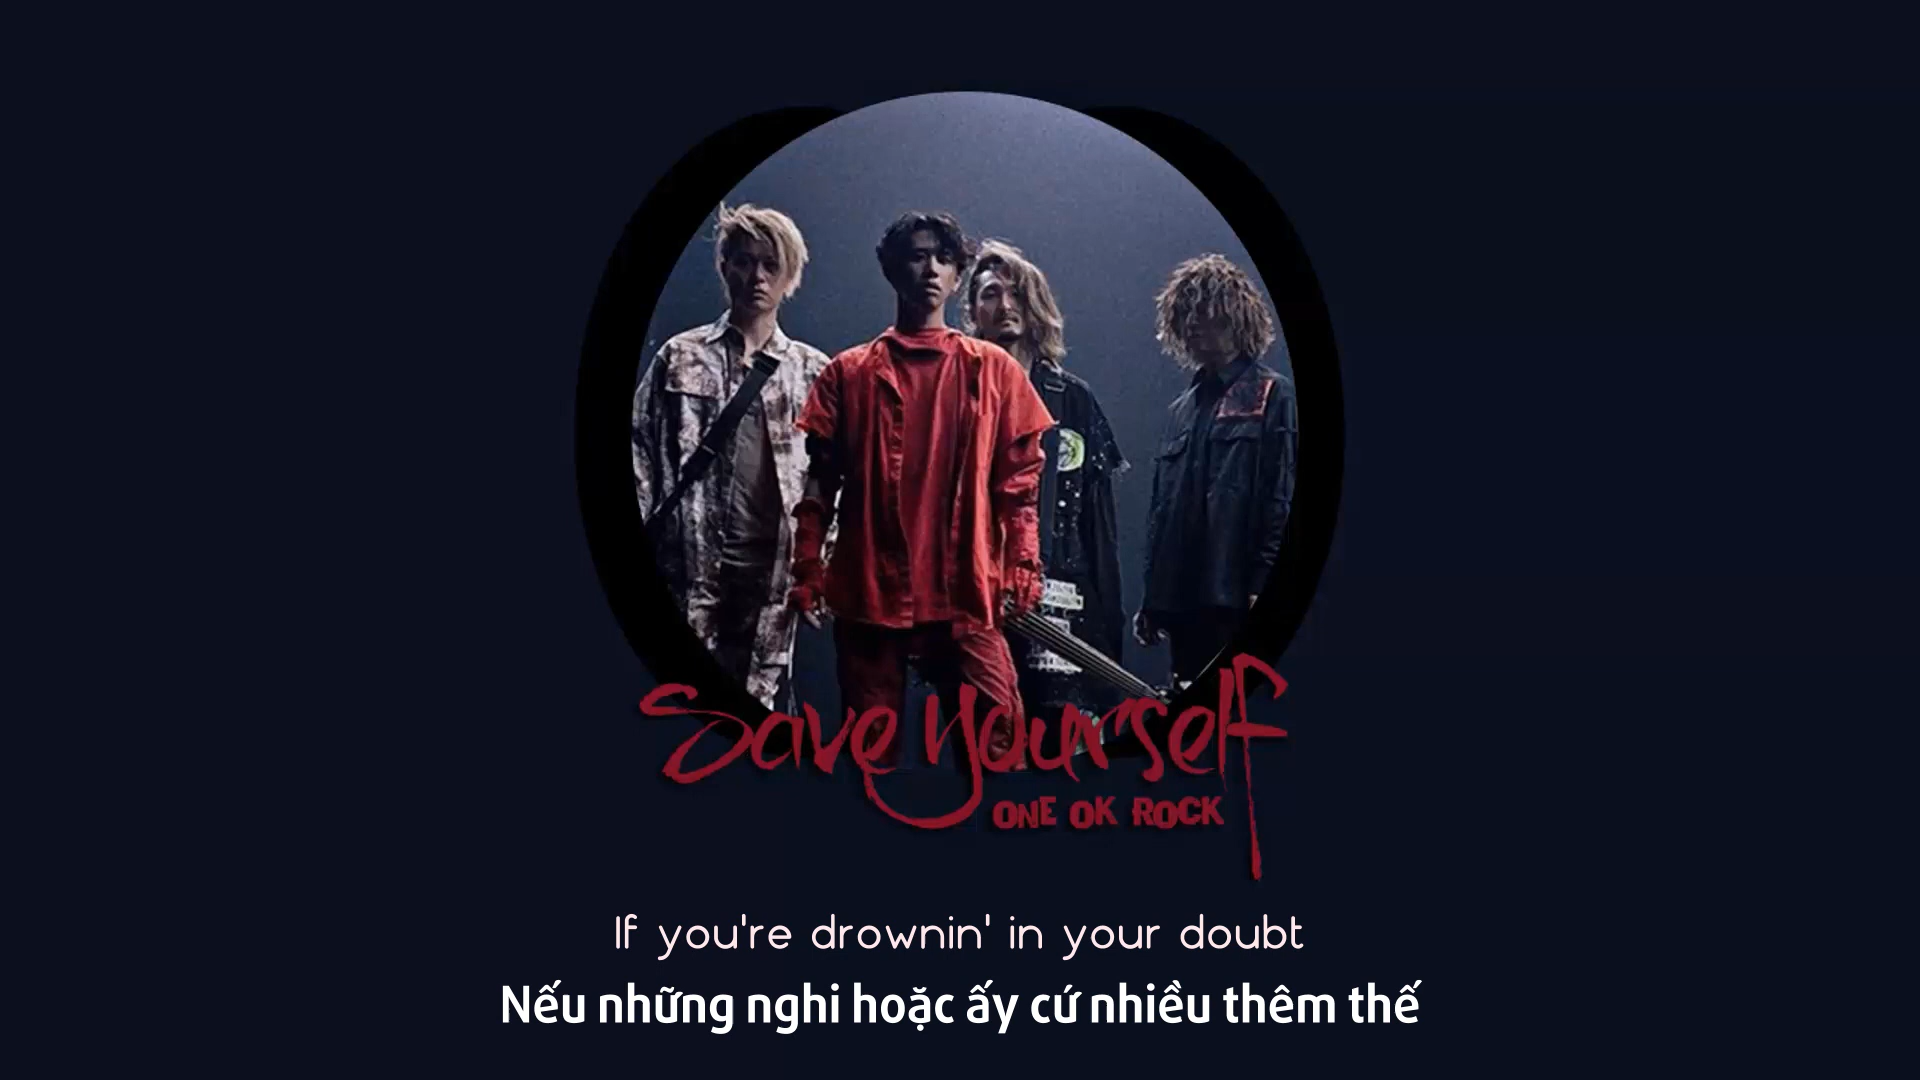 Save yourself
ONE OK ROCK
If you're drownin' in your doubt
Nếu những nghi hoặc ấy cứ nhiều thêm thế